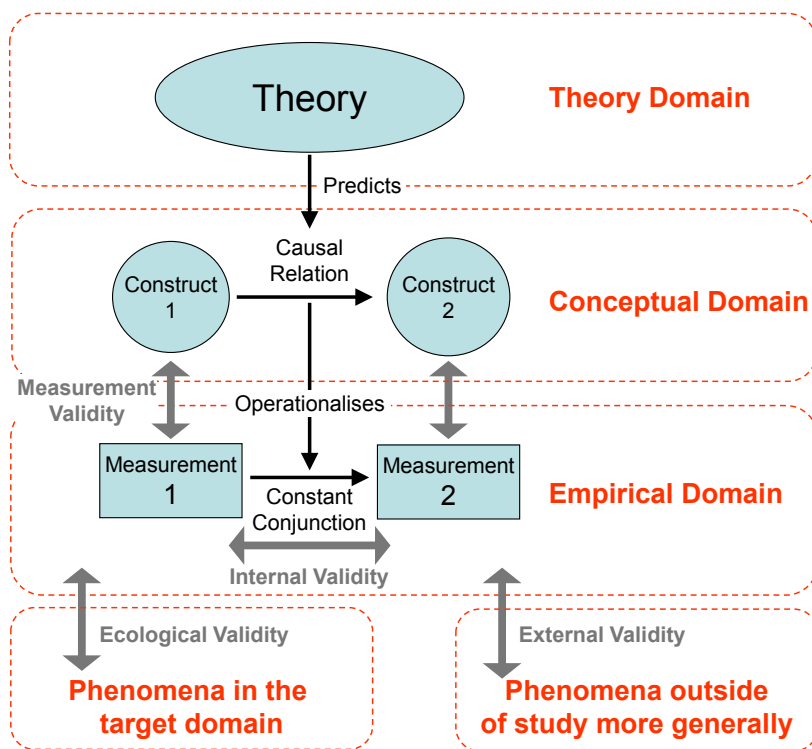 Theory
Theory Domain
Predicts
Causal
Relation
Construct
1
Construct
2
Conceptual Domain
Measurement
Validity
Operationalises
Measurement
1
Measurement
2
Constant
Conjunction
Empirical Domain
Internal Validity
Ecological Validity
External Validity
Phenomena in the
target domain
Phenomena outside
of study more generally